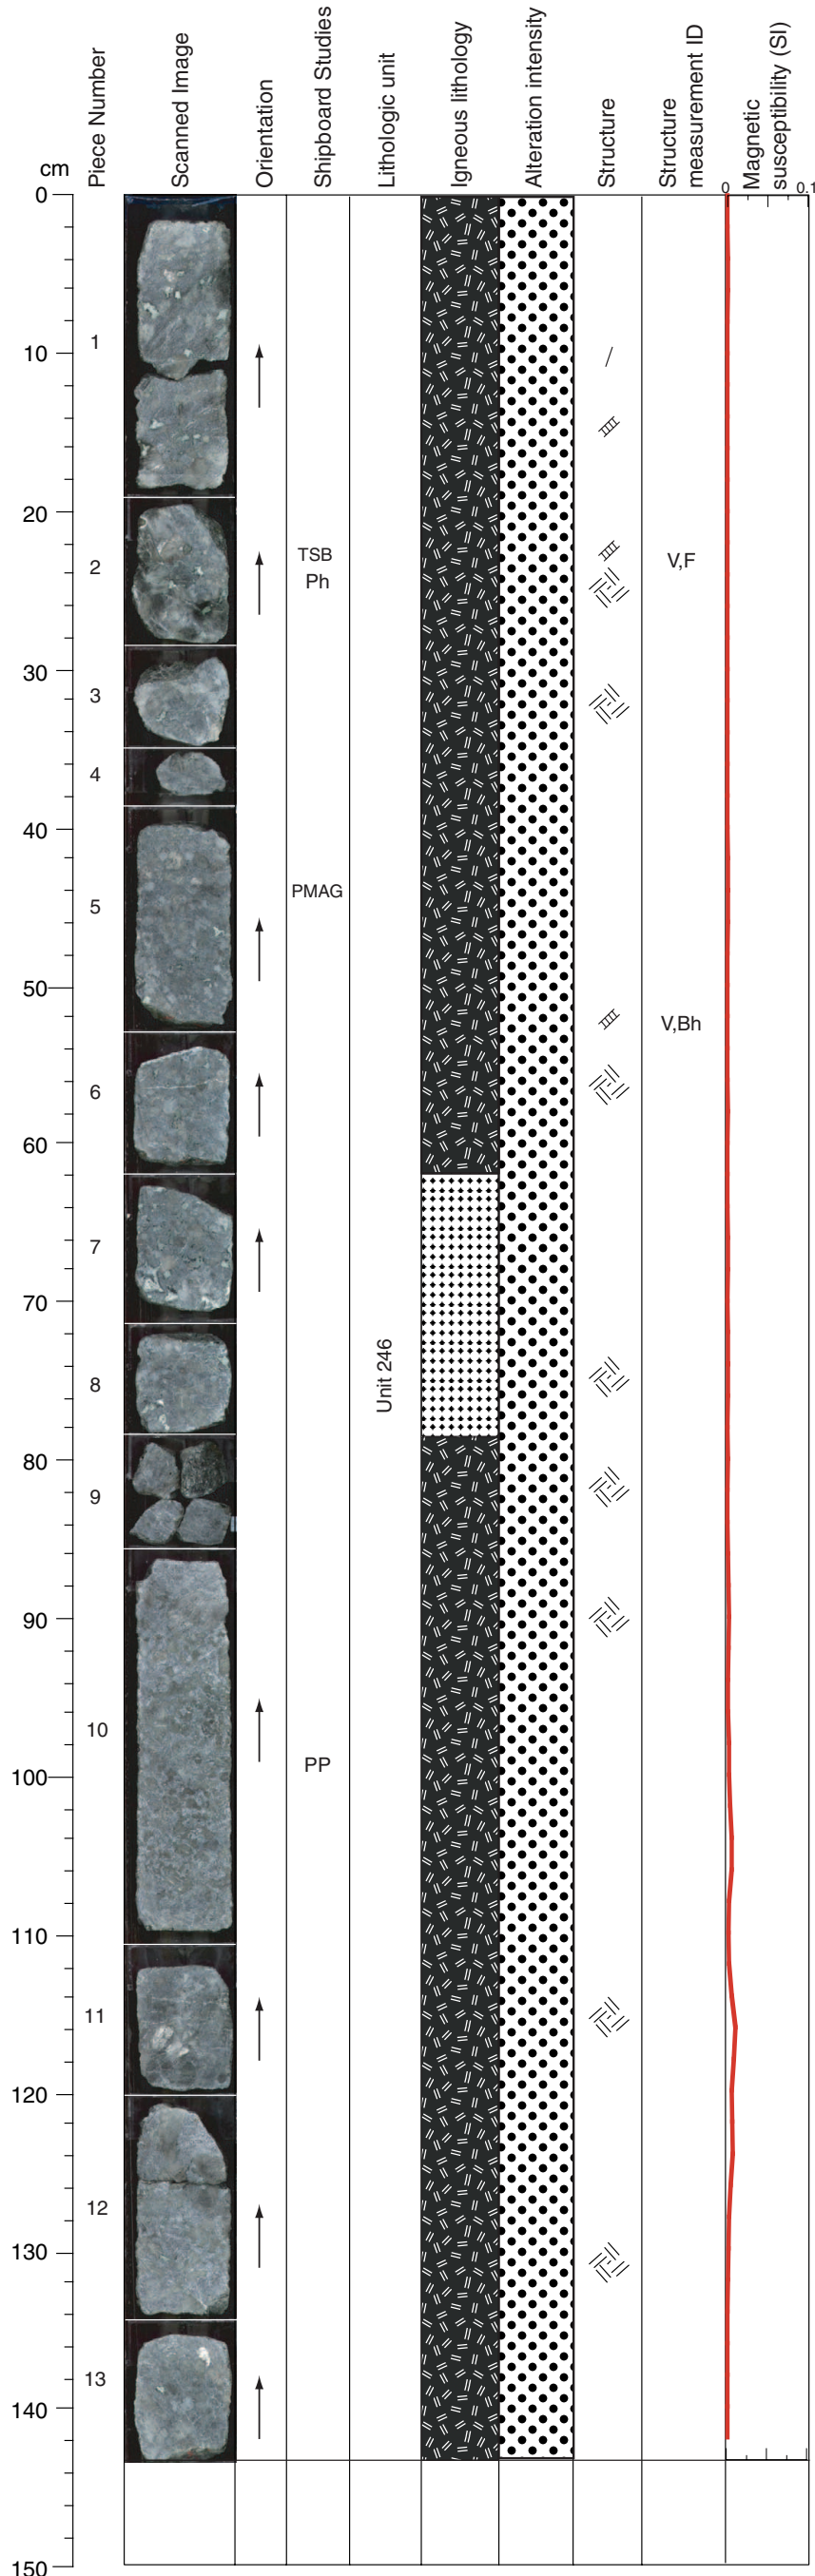 cm
Piece Number
Scanned Image
Orientation
Shipboard Studies
Lithologic unit
Igneous lithology
Alteration intensity
Structure
Structure
measurement ID
Magnetic
susceptibility (SI)
0
0
0.1
1
10
20
2
TSB
Ph
V,F
30
3
4
40
5
PMAG
50
V,Bh
6
60
7
70
Unit 246
8
80
9
90
10
PP
100
110
11
120
12
130
13
140
150